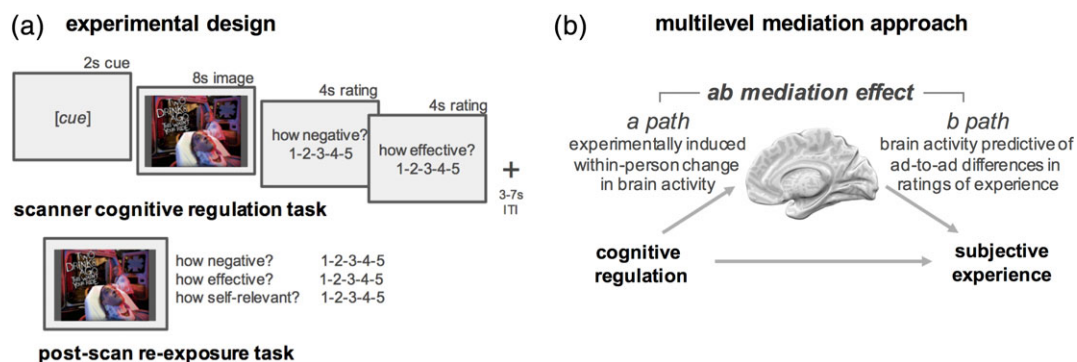 (a) experimental design
2s cue
[cue]
8s image
4s rating
how negative?
1-2-3-4-5
4s rating
how effective?
1-2-3-4-5
+
3-7s
ITI
scanner cognitive regulation task
how negative? 1-2-3-4-5
how effective? 1-2-3-4-5
how self-relevant? 1-2-3-4-5
post-scan re-exposure task
(b) multilevel mediation approach
ab mediation effect
a path
experimentally induced
within-person change
in brain activity
b path
brain activity predictive of
ad-to-ad differences in
ratings of experience
cognitive
regulation
subjective
experience